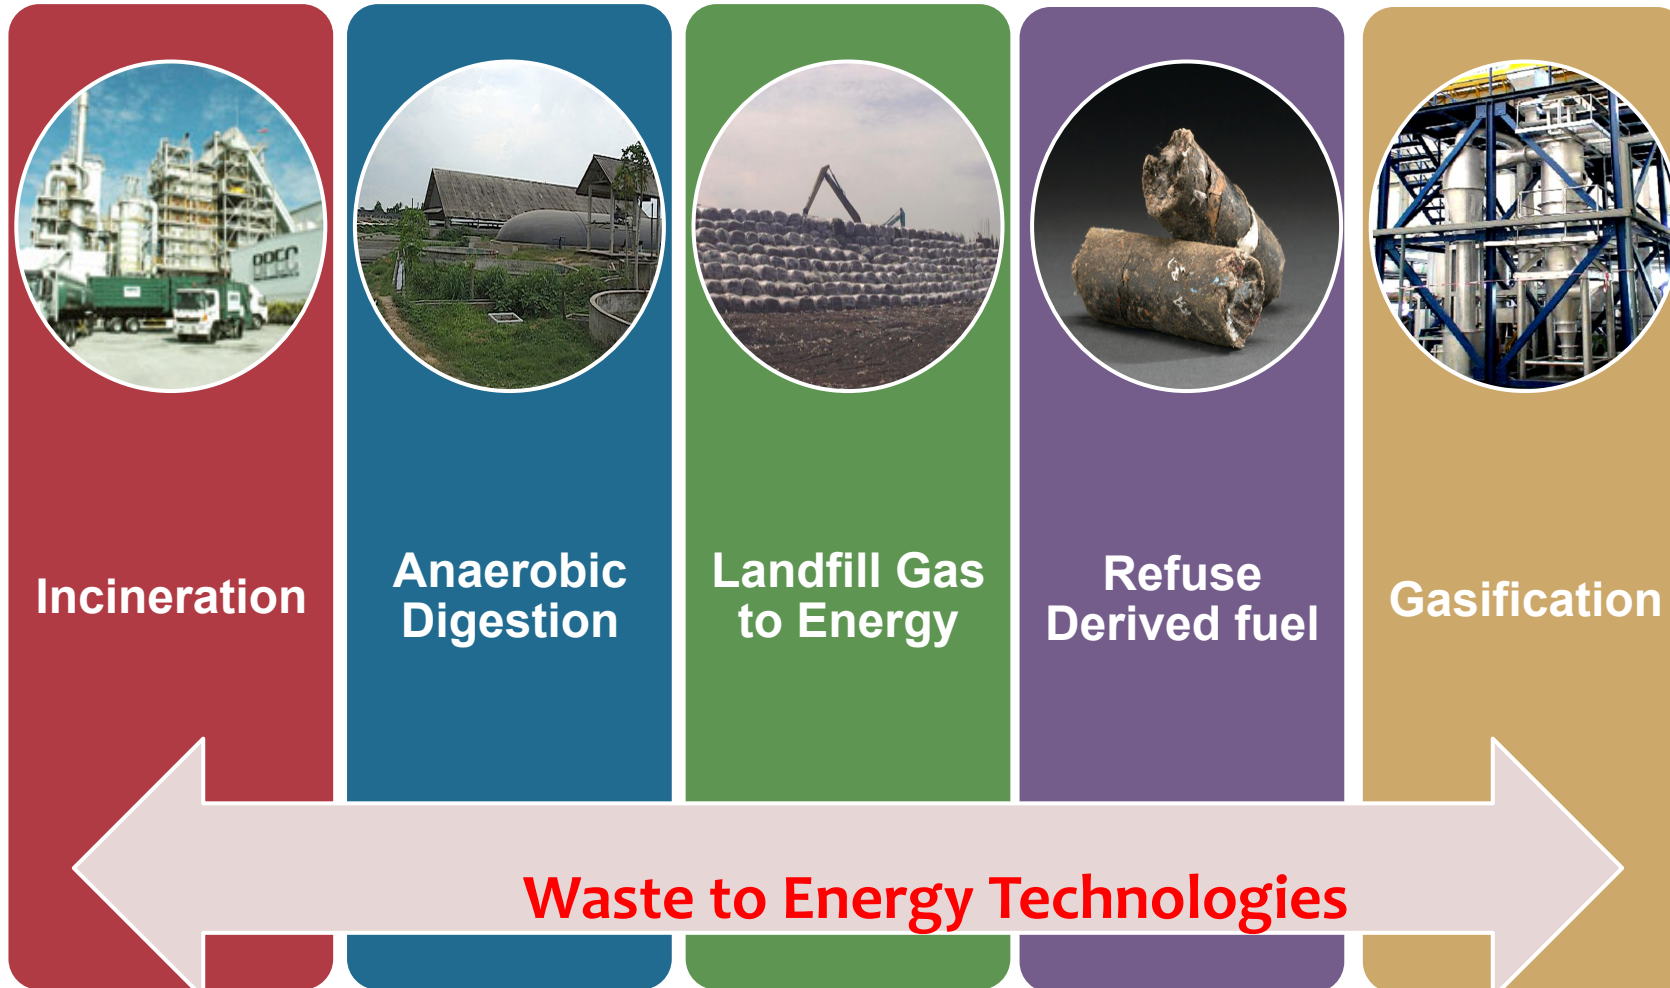 Incineration
Anaerobic
Digestion
Landfill Gas
to Energy
Refuse
Derived fuel
Gasification
Waste to Energy Technologies